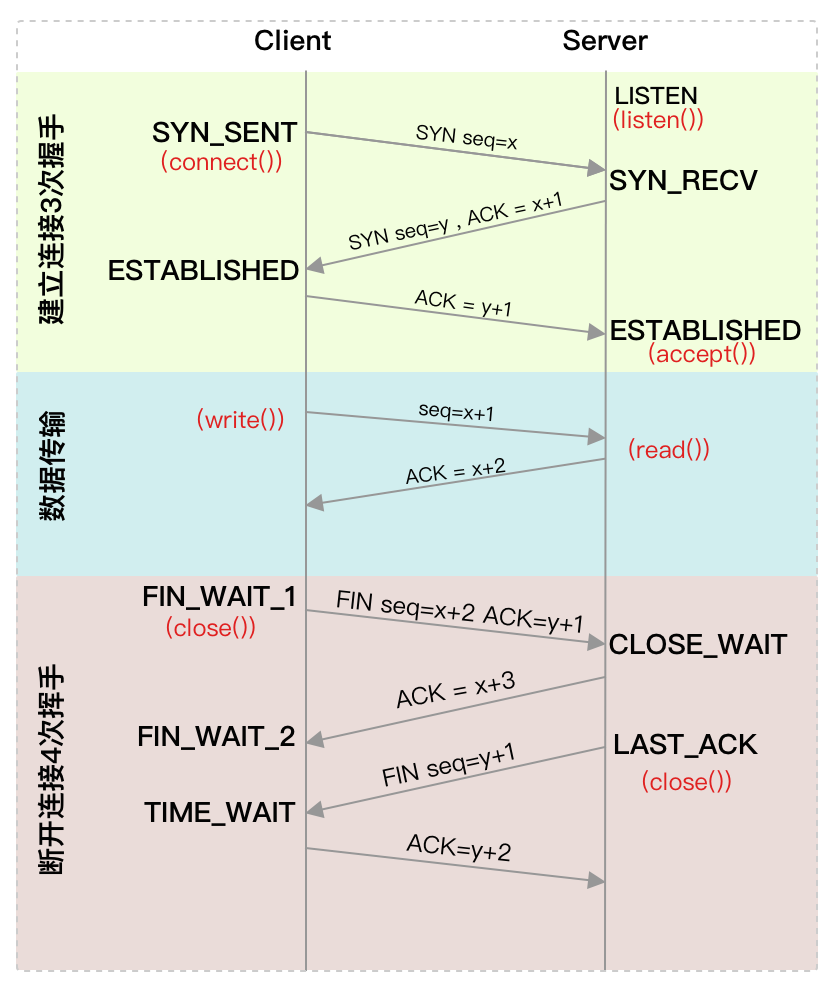 Client
Server
建立连接3次握手
LISTEN
(listen())
SYN_SENT
(connect())
SYN seq=x
SYN_RECV
SYN seq=y , ACK = x+1
ESTABLISHED
ACK = y+1
ESTABLISHED
(accept())
数据传输
(write())
seq=x+1
(read())
ACK = x+2
断开连接4次挥手
FIN_WAIT_1
(close())
FIN seq=x+2 ACK=y+1
CLOSE_WAIT
ACK = x+3
FIN_WAIT_2
LAST_ACK
(close())
FIN seq=y+1
TIME_WAIT
ACK=y+2